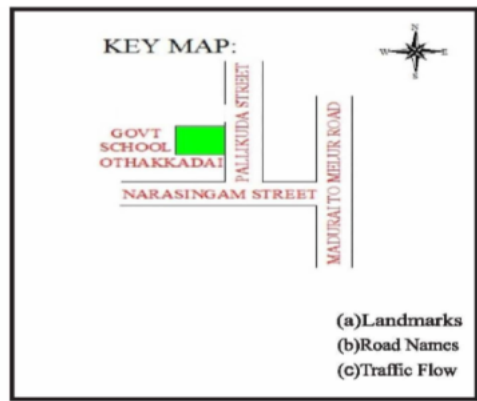 KEY MAP:
N
W
E
S
PALLIKUDA STREET
GOVT
SCHOOL
OTHAKKADAI
MADURAI TO MELUR ROAD
NARASINGAM STREET
(a)Landmarks
(b)Road Names
(c)Traffic Flow